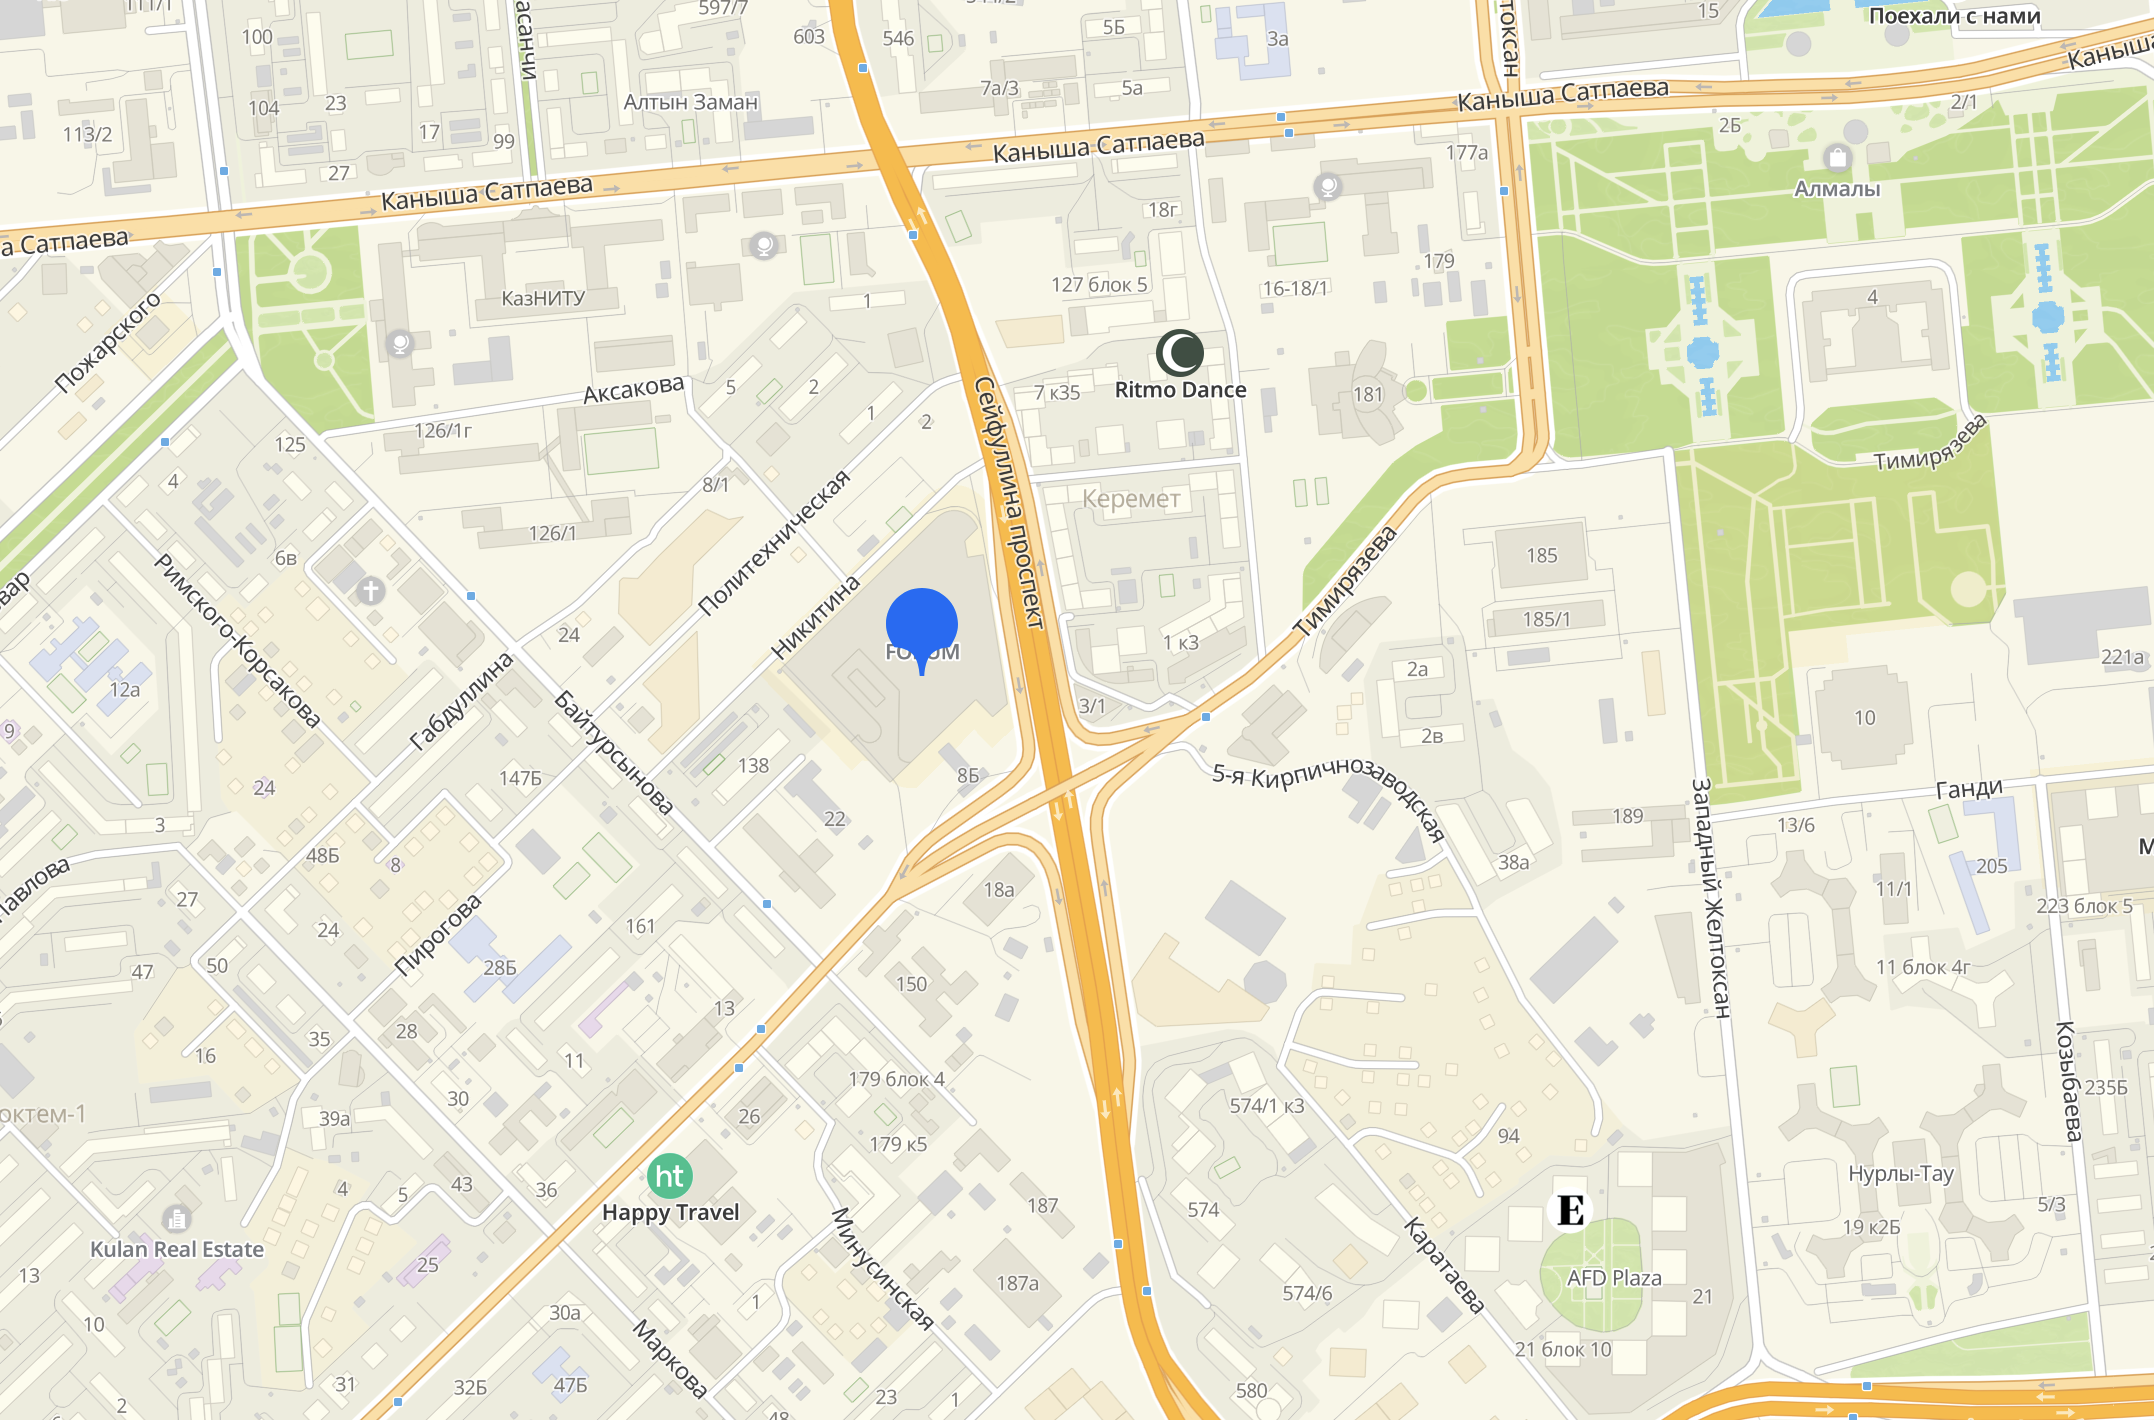 111/1
асанчи
597/7
5Б
3а
тоқсан
15
Поехали с нами
100
603
546
7а/3
5а
Каныша Сатпаева
Каныша
104
23
Алтын Заман
2/1
113/2
17
99
Каныша Сатпаева
177а
2Б
27
Каныша Сатпаева
18г
Алмалы
а Сатпаева
179
КазНИТУ
1
127 блок 5
16-18/1
4
Пожарского
Аксакова
5
2
7 к35
Ritmo Dance
181
125
126/1г
1
2
Сейфуллина проспект
Тимирязева
4
8/1
Керемет
126/1
Политехническая
6в
185
вар
Римского-Корсакова
Никитина
Тимирязева
24
185/1
1 к3
FORUM
2а
221а
12а
Габдуллина
Байтурсынова
3/1
10
9
2в
24
147Б
138
8Б
5-я Кирпичнозаводская
Западный Желтоксан
Ганди
3
22
189
13/6
М
48Б
8
38а
205
Павлова
27
18а
11/1
24
Пирогова
161
223 блок 5
47
50
28Б
150
11 блок 4г
13
28
35
11
Козыбаева
16
30
179 блок 4
574/1 к3
235Б
октем-1
39а
26
179 к5
94
4
5
43
36
ht
Happy Travel
187
574
E
Нурлы-Тау
5/3
19 к2Б
Kulan Real Estate
Минусинская
Каратаева
13
25
187а
574/6
AFD Plaza
21
10
30а
1
21 блок 10
Маркова
31
32Б
47Б
23
1
580
2
48